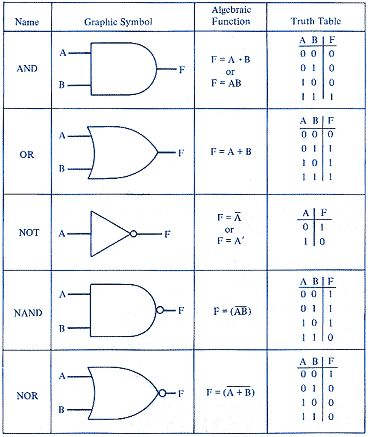 Name Graphic Symbol Algebraic Function Truth Table
AND
A
B
F
F = A • B
or
F = AB
A B F
0 0 0
0 1 0
1 0 0
1 1 1
OR
A
B
F
F = A + B
A B F
0 0 0
0 1 1
1 0 1
1 1 1
NOT
A
F
F = A̅
or
F = A′
A F
0 1
1 0
NAND
A
B
F
F = (A̅B̅)
A B F
0 0 1
0 1 1
1 0 1
1 1 0
NOR
A
B
F
F = (A̅ ̅+̅ ̅B̅)
A B F
0 0 1
0 1 0
1 0 0
1 1 0